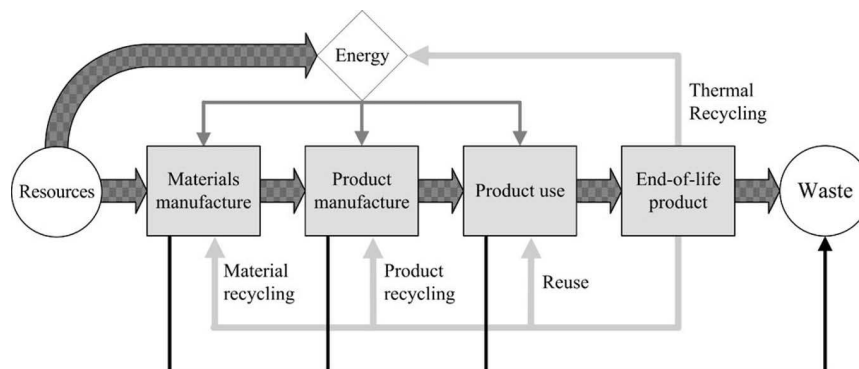 Energy
Thermal
Recycling
Resources
Materials
manufacture
Product
manufacture
Product use
End-of-life
product
Waste
Material
recycling
Product
recycling
Reuse